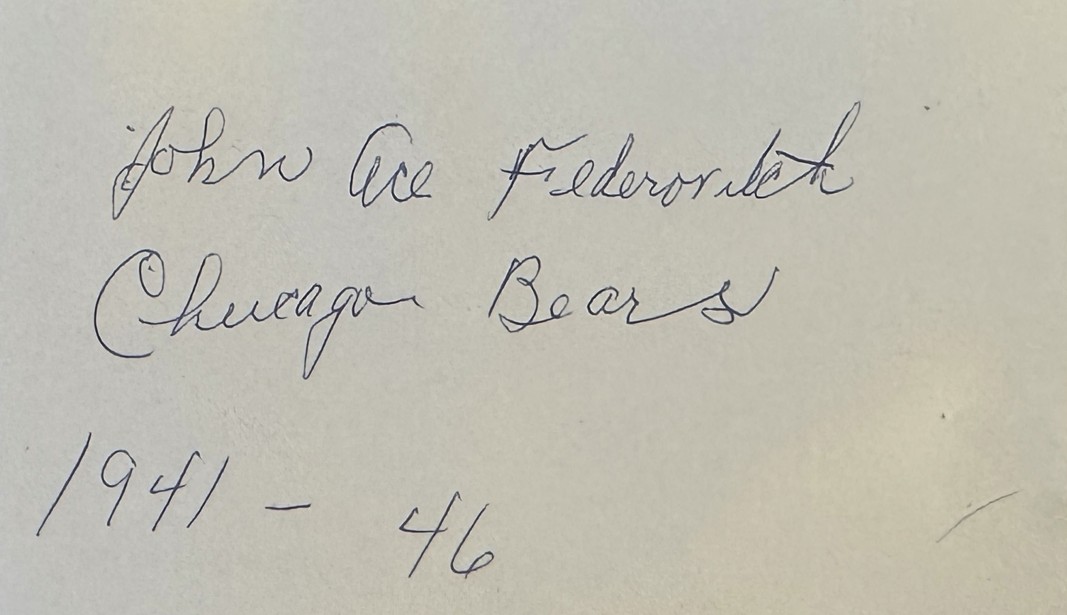 John Ace Federovitch
Chicago Bears
1941 - 46